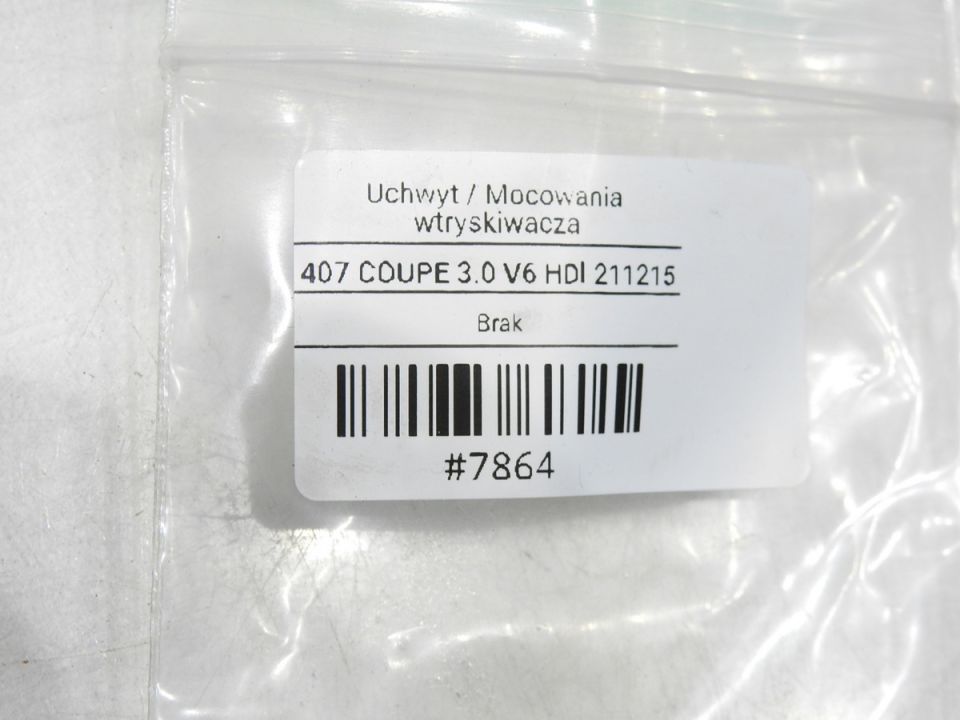 Uchwyt / Mocowania
wtryskiwacza
407 COUPE 3.0 V6 HDI 211215
Brak
#7864